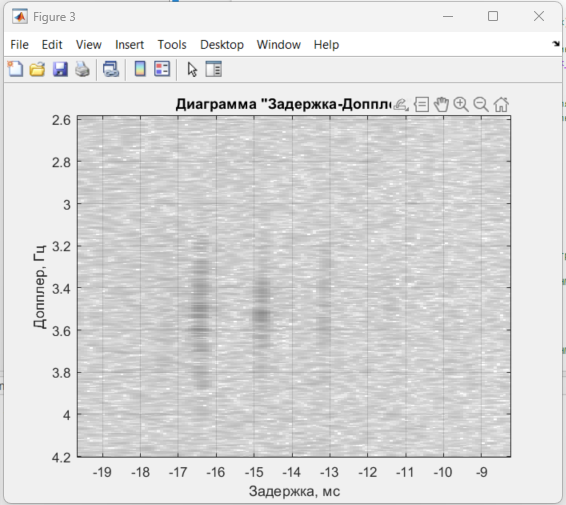 Figure 3
File Edit View Insert Tools Desktop Window Help
Диаграмма "Задержка-Доппл
2.6
2.8
3
3.2
3.4
3.6
3.8
4
4.2
Допплер, Гц
-19 -18 -17 -16 -15 -14 -13 -12 -11 -10 -9
Задержка, мс